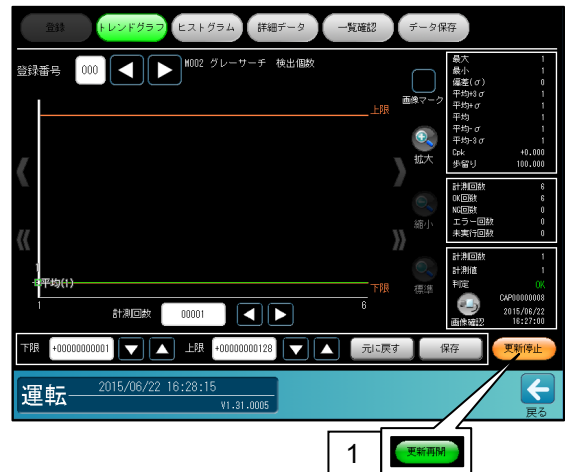 登録 トレンドグラフ ヒストグラム 詳細データ 一覧確認 データ保存
登録番号 000 M002 グレーサーチ 検出個数
画像マーク
拡大
縮小
標準
上限
下限
1
平均(1)
1 6
計測回数 00001
最大 1
最小 1
偏差(σ) 0
平均+3σ 1
平均+σ 1
平均 1
平均-σ 1
平均-3σ 1
Cpk +0.000
歩留り 100.000
計測回数 6
OK回数 6
NG回数 0
エラー回数 0
未実行回数 0
計測回数 1
計測値 1
判定 OK
CAP00000008
2015/06/22
16:27:00
画像確認
下限 +00000000001 上限 +00000000128 元に戻す 保存 更新停止
運転 2015/06/22 16:28:15
V1.31.0005
戻る
1 更新再開